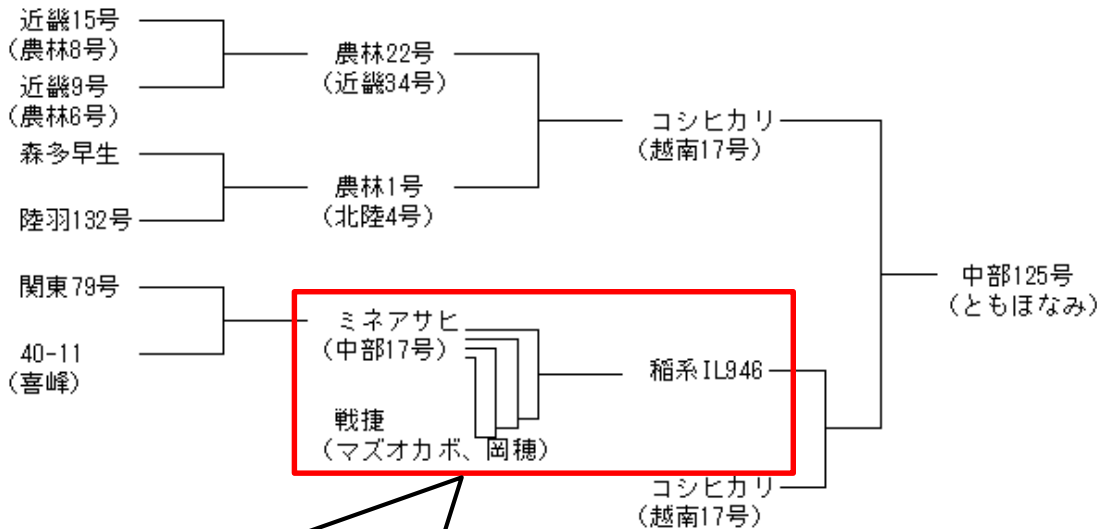 近畿15号
(農林8号)
近畿9号
(農林6号)
農林22号
(近畿34号)
森多早生
陸羽132号
農林1号
(北陸4号)
コシヒカリ
(越南17号)
関東79号
40-11
(喜峰)
ミネアサヒ
(中部17号)
戦捷
(マズオカボ、岡穂)
稲系IL946
コシヒカリ
(越南17号)
中部125号
(ともほなみ)